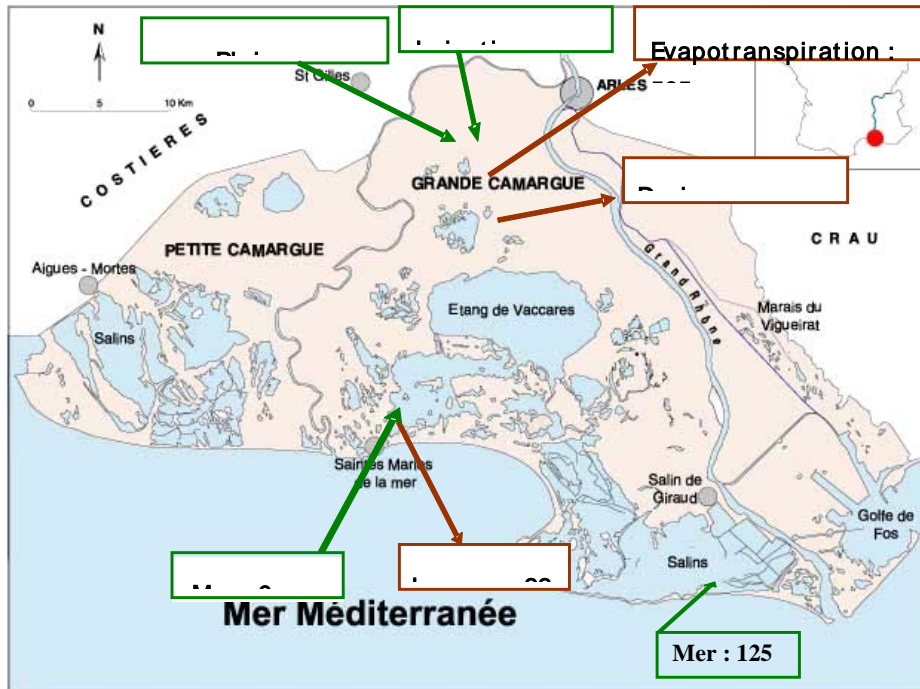 N
0 5 10 Km
St Gilles
ARLES
Evapotranspiration :
COSTIERES
GRANDE CAMARGUE
PETITE CAMARGUE
CRAU
Aigues - Mortes
Grand Rhône
Marais du
Vigueirat
Etang de Vaccares
Salins
Saintes Maries
de la mer
Salin de
Giraud
Golfe de
Fos
Salins
Mer Méditerranée
Mer : 125